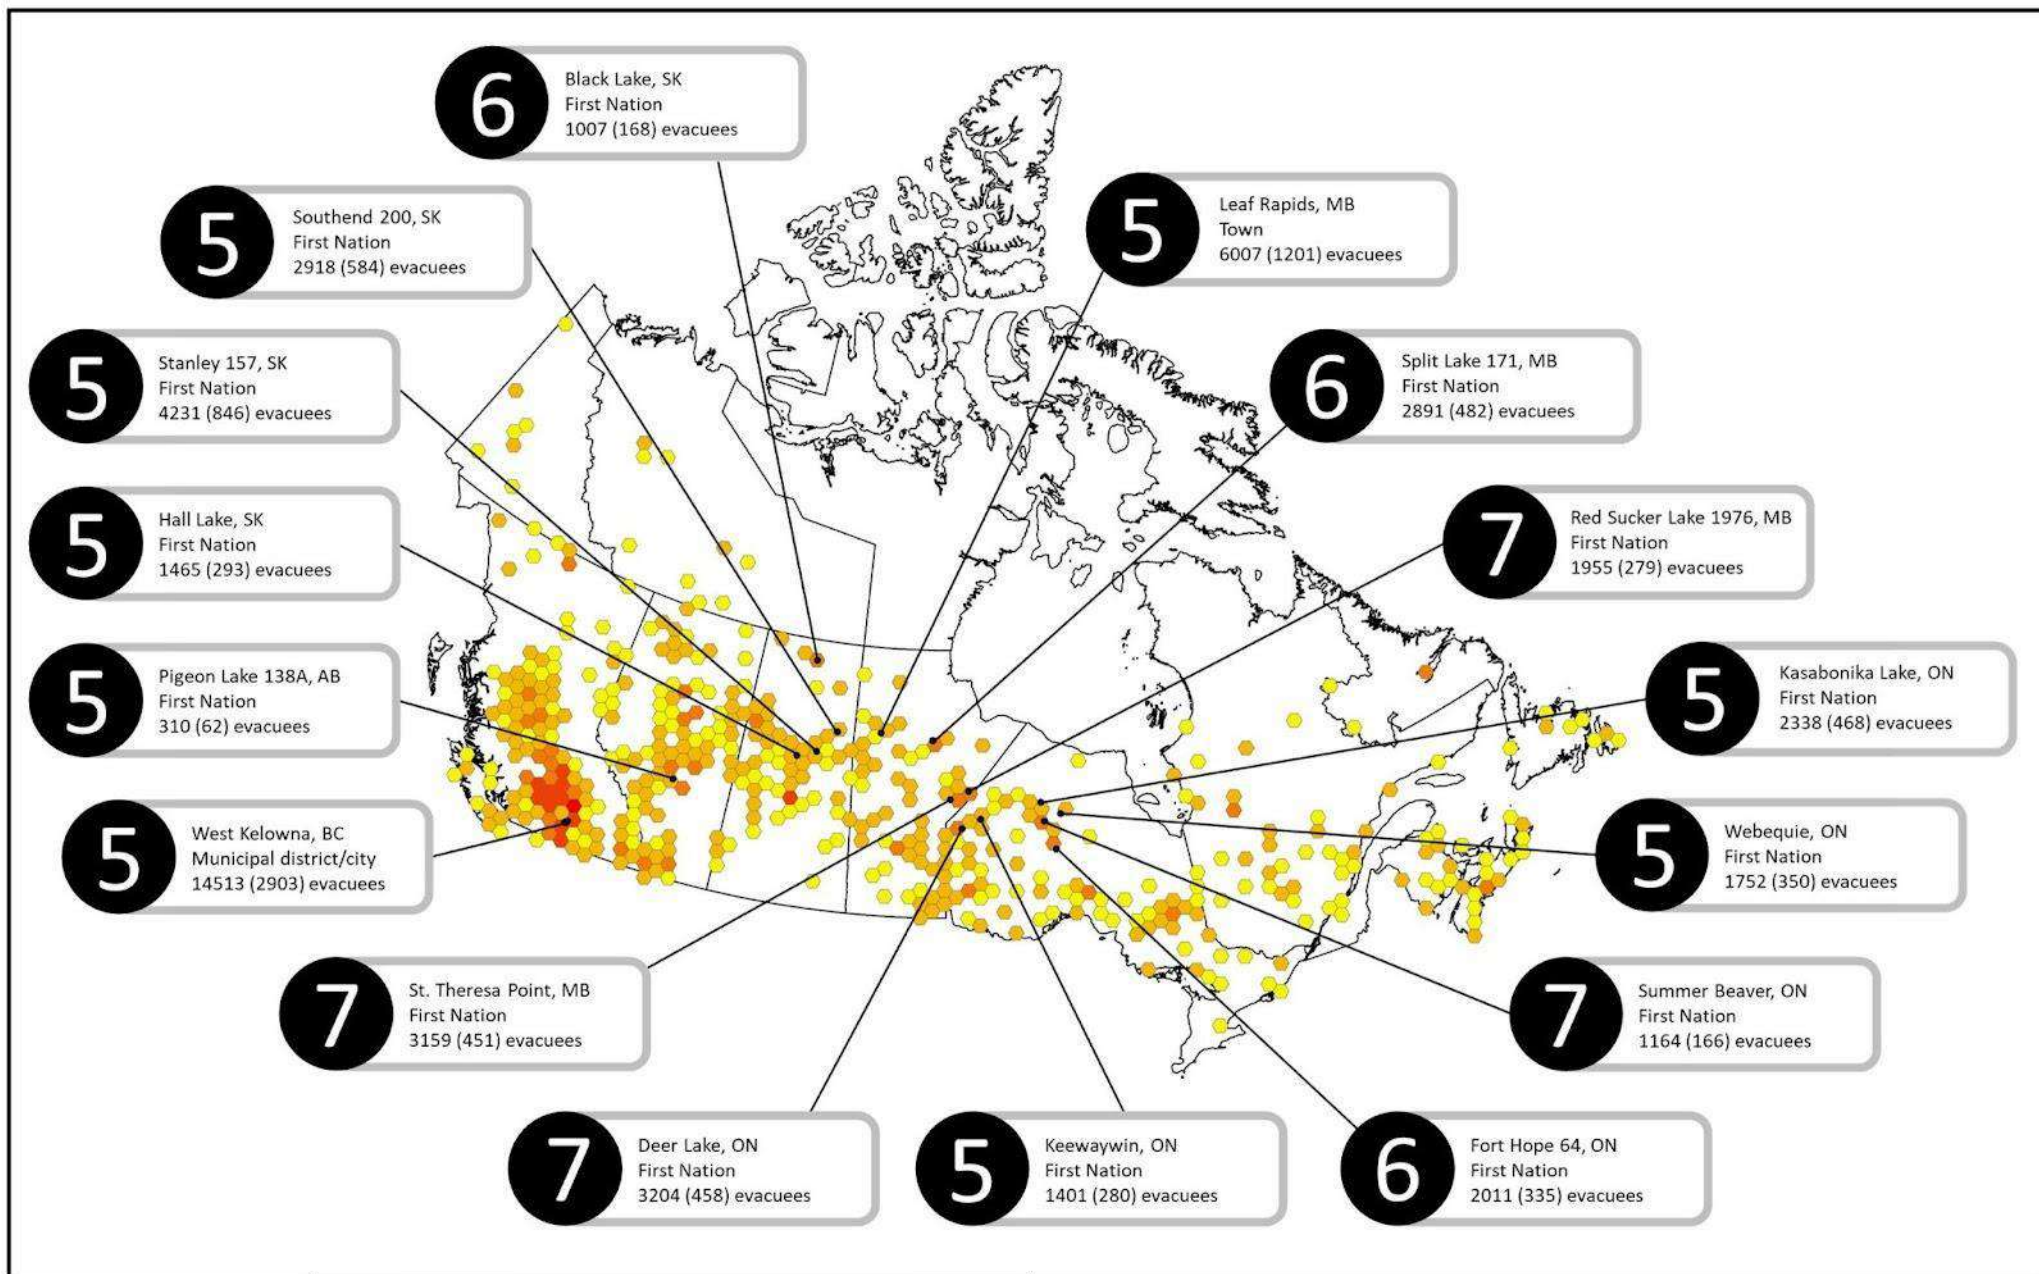 6
Black Lake, SK
First Nation
1007 (168) evacuees
5
Southend 200, SK
First Nation
2918 (584) evacuees
5
Leaf Rapids, MB
Town
6007 (1201) evacuees
5
Stanley 157, SK
First Nation
4231 (846) evacuees
6
Split Lake 171, MB
First Nation
2891 (482) evacuees
5
Hall Lake, SK
First Nation
1465 (293) evacuees
7
Red Sucker Lake 1976, MB
First Nation
1955 (279) evacuees
5
Pigeon Lake 138A, AB
First Nation
310 (62) evacuees
5
Kasabonika Lake, ON
First Nation
2338 (468) evacuees
5
West Kelowna, BC
Municipal district/city
14513 (2903) evacuees
5
Webequie, ON
First Nation
1752 (350) evacuees
7
St. Theresa Point, MB
First Nation
3159 (451) evacuees
7
Summer Beaver, ON
First Nation
1164 (166) evacuees
7
Deer Lake, ON
First Nation
3204 (458) evacuees
5
Keewaywin, ON
First Nation
1401 (280) evacuees
6
Fort Hope 64, ON
First Nation
2011 (335) evacuees